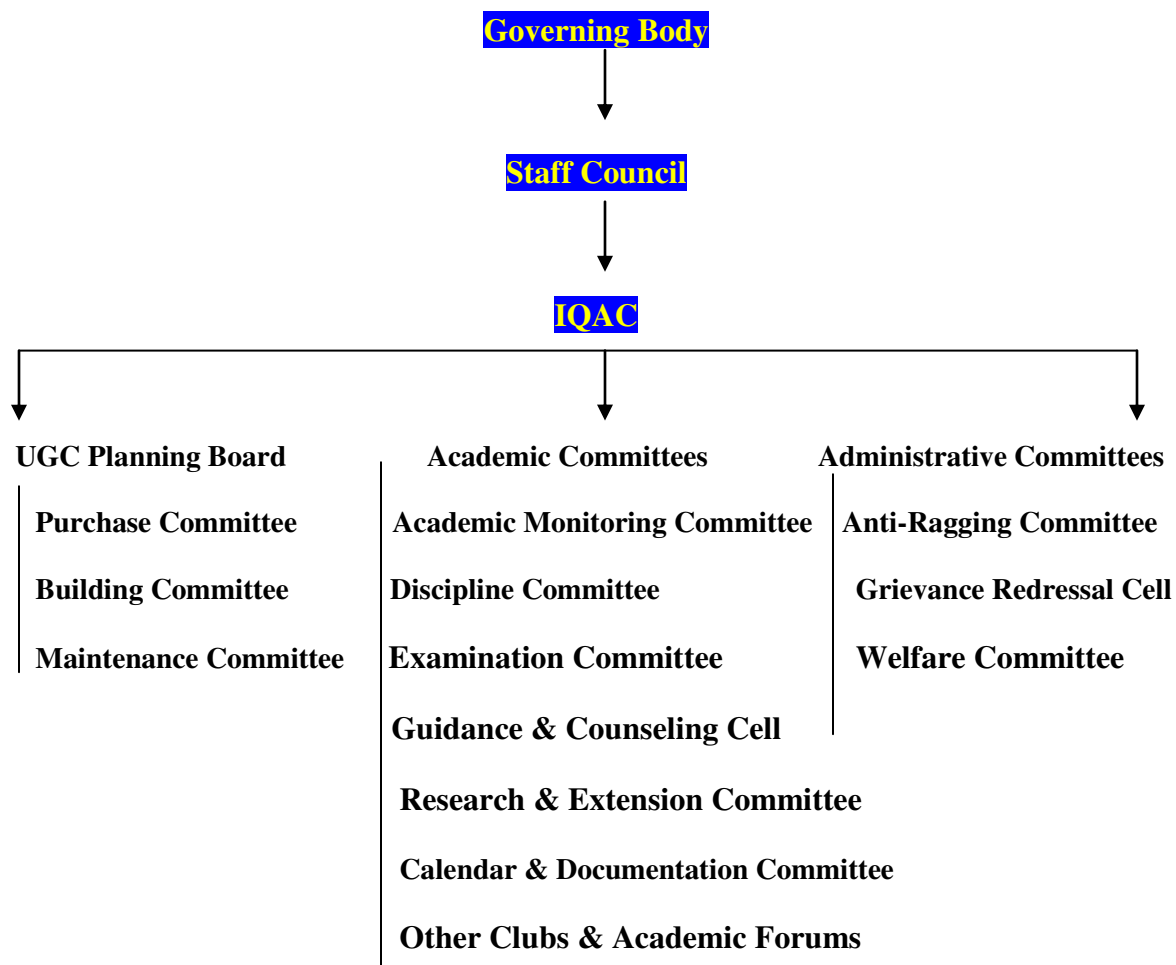 Governing Body
Staff Council
IQAC
UGC Planning Board Academic Committees Administrative Committees
Purchase Committee Academic Monitoring Committee Anti-Ragging Committee
Building Committee Discipline Committee Grievance Redressal Cell
Maintenance Committee Examination Committee Welfare Committee
Guidance & Counseling Cell
Research & Extension Committee
Calendar & Documentation Committee
Other Clubs & Academic Forums